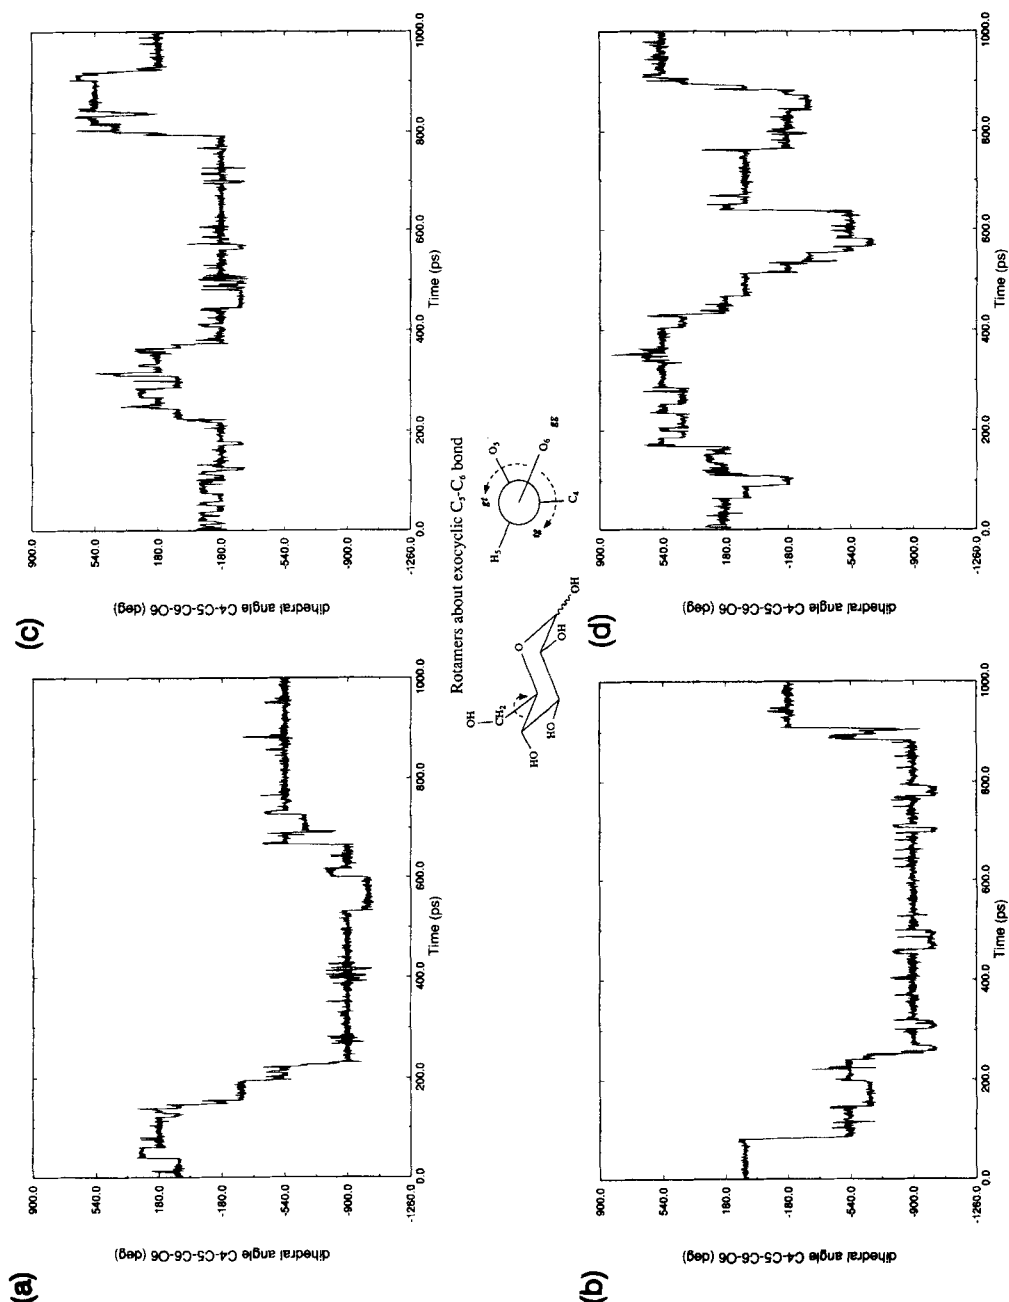 (a)
dihedral angle C4-C5-C6-O6 (deg)
900.0
540.0
180.0
-180.0
-540.0
-900.0
-1260.0
0.0
200.0
400.0
600.0
800.0
1000.0
Time (ps)
(c)
dihedral angle C4-C5-C6-O6 (deg)
900.0
540.0
180.0
-180.0
-540.0
-900.0
-1260.0
0.0
200.0
400.0
600.0
800.0
1000.0
Time (ps)
Rotamers about exocyclic C₅-C₆ bond
OH
CH₂
HO
HO
O
OH
OH
H₅
gt
O₅
O₆
gg
C₄
(b)
dihedral angle C4-C5-C6-O6 (deg)
900.0
540.0
180.0
-180.0
-540.0
-900.0
-1260.0
0.0
200.0
400.0
600.0
800.0
1000.0
Time (ps)
(d)
dihedral angle C4-C5-C6-O6 (deg)
900.0
540.0
180.0
-180.0
-540.0
-900.0
-1260.0
0.0
200.0
400.0
600.0
800.0
1000.0
Time (ps)